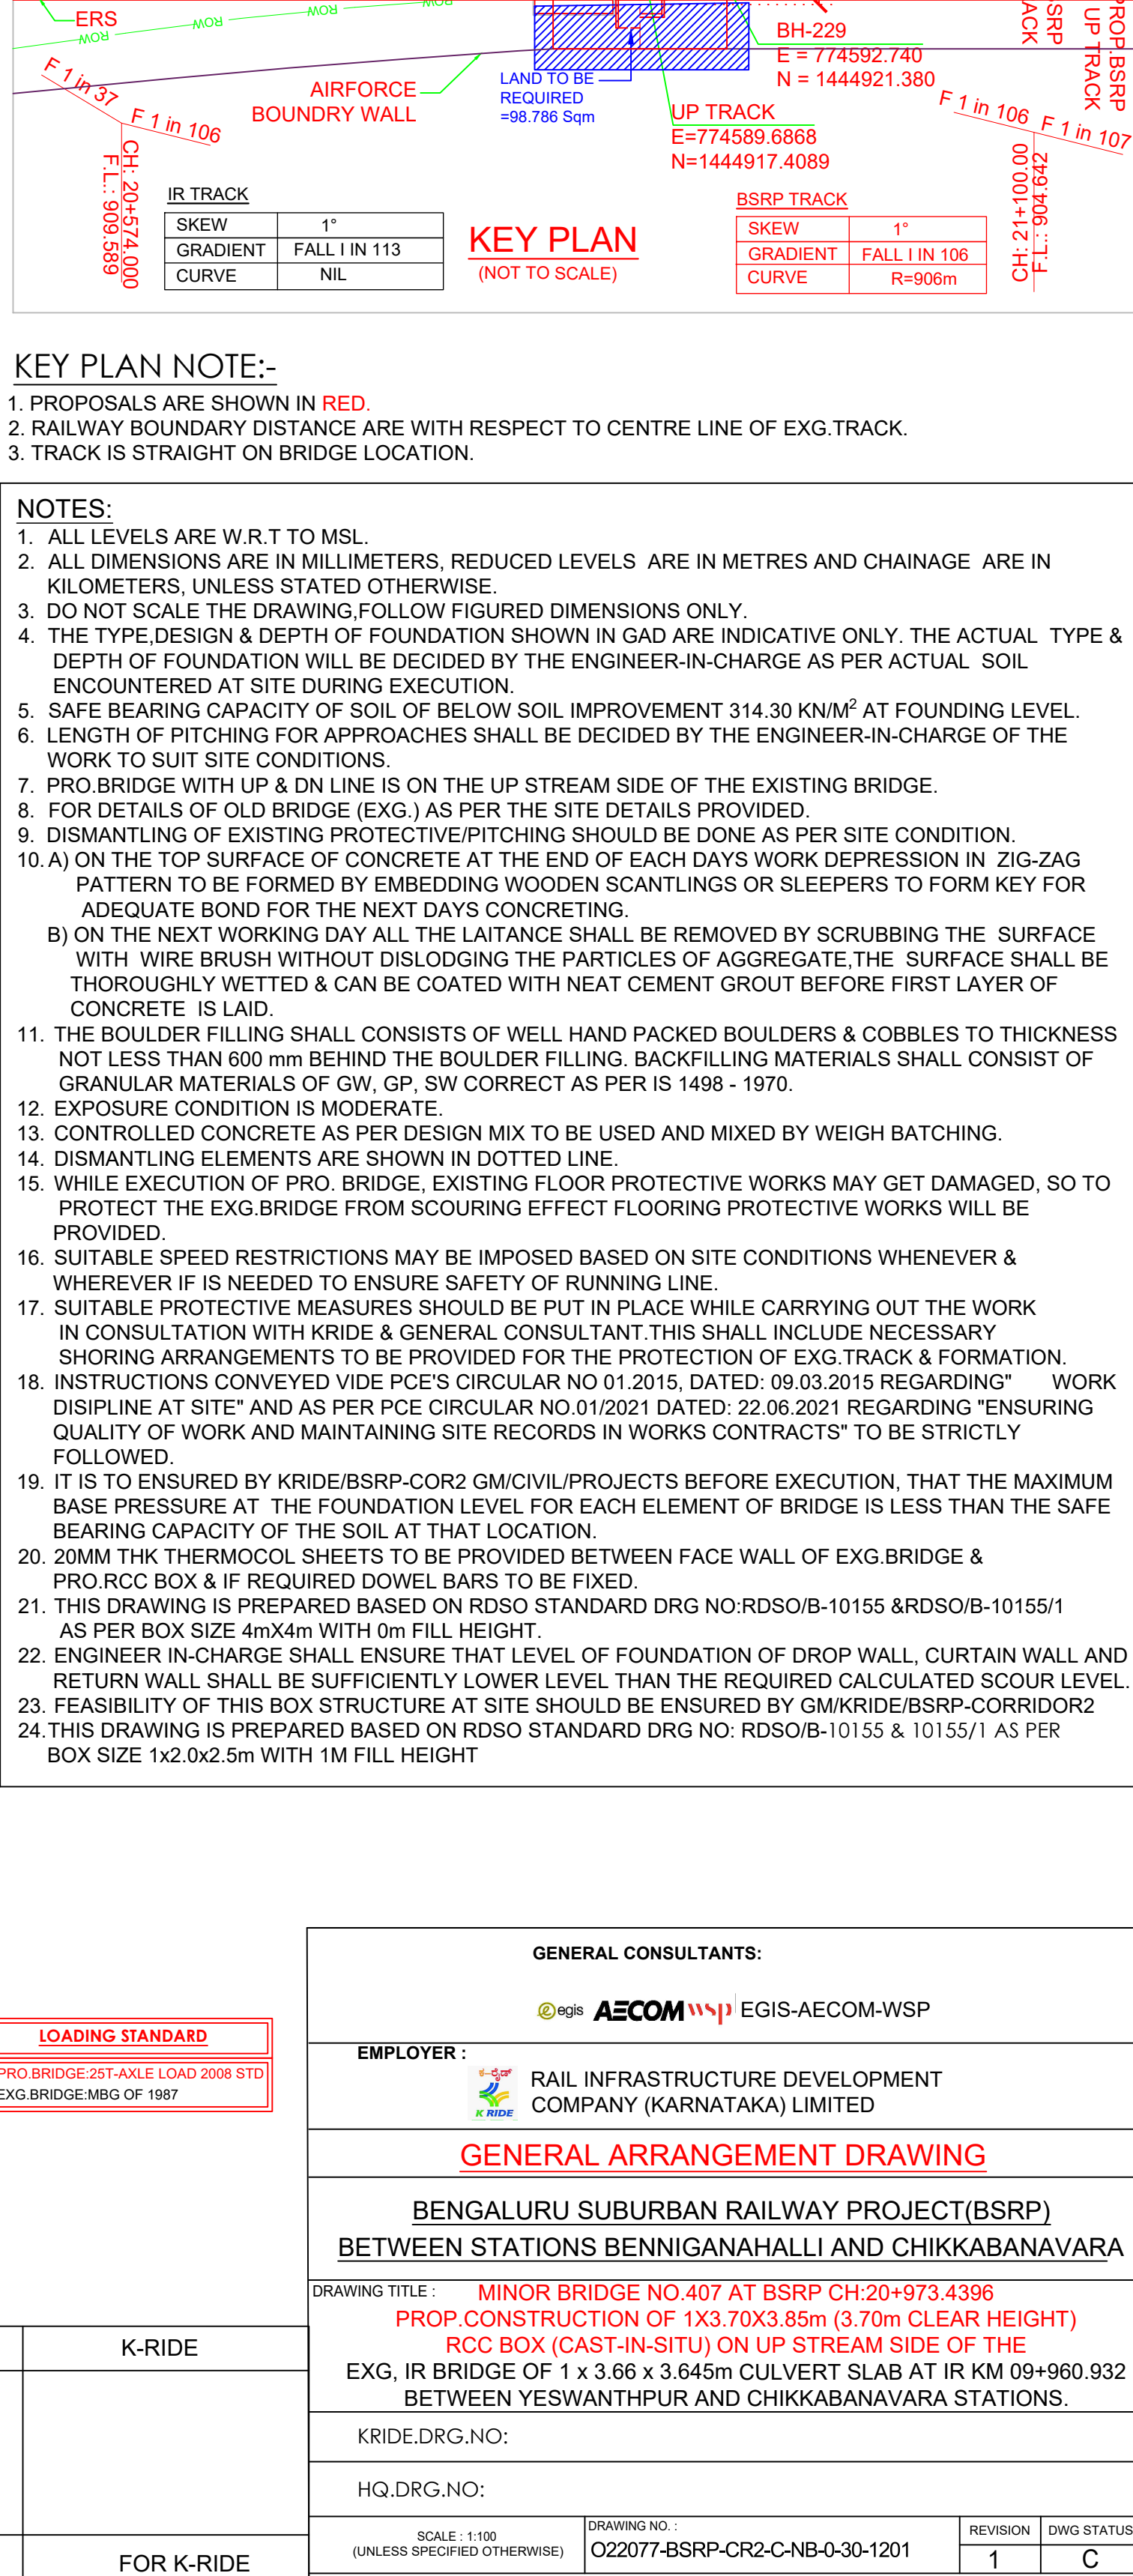 ERS
ROW
ROW
ROW
ROW
F 1 in 37
F 1 in 106
CH: 20+574.000
F.L.: 909.589
AIRFORCE
BOUNDRY WALL
LAND TO BE
REQUIRED
=98.786 Sqm
BH-229
E = 774592.740
N = 1444921.380
UP TRACK
E=774589.6868
N=1444917.4089
F 1 in 106
F 1 in 107
CH: 21+100.00
F.L.: 904.642
BSRP
PROP.BSRP
UP TRACK
IR TRACK
SKEW 1°
GRADIENT FALL I IN 113
CURVE NIL
KEY PLAN
(NOT TO SCALE)
BSRP TRACK
SKEW 1°
GRADIENT FALL I IN 106
CURVE R=906m
KEY PLAN NOTE:-
1. PROPOSALS ARE SHOWN IN RED.
2. RAILWAY BOUNDARY DISTANCE ARE WITH RESPECT TO CENTRE LINE OF EXG.TRACK.
3. TRACK IS STRAIGHT ON BRIDGE LOCATION.
NOTES:
1. ALL LEVELS ARE W.R.T TO MSL.
2. ALL DIMENSIONS ARE IN MILLIMETERS, REDUCED LEVELS ARE IN METRES AND CHAINAGE ARE IN
KILOMETERS, UNLESS STATED OTHERWISE.
3. DO NOT SCALE THE DRAWING,FOLLOW FIGURED DIMENSIONS ONLY.
4. THE TYPE,DESIGN & DEPTH OF FOUNDATION SHOWN IN GAD ARE INDICATIVE ONLY. THE ACTUAL TYPE &
DEPTH OF FOUNDATION WILL BE DECIDED BY THE ENGINEER-IN-CHARGE AS PER ACTUAL SOIL
ENCOUNTERED AT SITE DURING EXECUTION.
5. SAFE BEARING CAPACITY OF SOIL OF BELOW SOIL IMPROVEMENT 314.30 KN/M² AT FOUNDING LEVEL.
6. LENGTH OF PITCHING FOR APPROACHES SHALL BE DECIDED BY THE ENGINEER-IN-CHARGE OF THE
WORK TO SUIT SITE CONDITIONS.
7. PRO.BRIDGE WITH UP & DN LINE IS ON THE UP STREAM SIDE OF THE EXISTING BRIDGE.
8. FOR DETAILS OF OLD BRIDGE (EXG.) AS PER THE SITE DETAILS PROVIDED.
9. DISMANTLING OF EXISTING PROTECTIVE/PITCHING SHOULD BE DONE AS PER SITE CONDITION.
10. A) ON THE TOP SURFACE OF CONCRETE AT THE END OF EACH DAYS WORK DEPRESSION IN ZIG-ZAG
PATTERN TO BE FORMED BY EMBEDDING WOODEN SCANTLINGS OR SLEEPERS TO FORM KEY FOR
ADEQUATE BOND FOR THE NEXT DAYS CONCRETING.
B) ON THE NEXT WORKING DAY ALL THE LAITANCE SHALL BE REMOVED BY SCRUBBING THE SURFACE
WITH WIRE BRUSH WITHOUT DISLODGING THE PARTICLES OF AGGREGATE,THE SURFACE SHALL BE
THOROUGHLY WETTED & CAN BE COATED WITH NEAT CEMENT GROUT BEFORE FIRST LAYER OF
CONCRETE IS LAID.
11. THE BOULDER FILLING SHALL CONSISTS OF WELL HAND PACKED BOULDERS & COBBLES TO THICKNESS
NOT LESS THAN 600 mm BEHIND THE BOULDER FILLING. BACKFILLING MATERIALS SHALL CONSIST OF
GRANULAR MATERIALS OF GW, GP, SW CORRECT AS PER IS 1498 - 1970.
12. EXPOSURE CONDITION IS MODERATE.
13. CONTROLLED CONCRETE AS PER DESIGN MIX TO BE USED AND MIXED BY WEIGH BATCHING.
14. DISMANTLING ELEMENTS ARE SHOWN IN DOTTED LINE.
15. WHILE EXECUTION OF PRO. BRIDGE, EXISTING FLOOR PROTECTIVE WORKS MAY GET DAMAGED, SO TO
PROTECT THE EXG.BRIDGE FROM SCOURING EFFECT FLOORING PROTECTIVE WORKS WILL BE
PROVIDED.
16. SUITABLE SPEED RESTRICTIONS MAY BE IMPOSED BASED ON SITE CONDITIONS WHENEVER &
WHEREVER IF IS NEEDED TO ENSURE SAFETY OF RUNNING LINE.
17. SUITABLE PROTECTIVE MEASURES SHOULD BE PUT IN PLACE WHILE CARRYING OUT THE WORK
IN CONSULTATION WITH KRIDE & GENERAL CONSULTANT.THIS SHALL INCLUDE NECESSARY
SHORING ARRANGEMENTS TO BE PROVIDED FOR THE PROTECTION OF EXG.TRACK & FORMATION.
18. INSTRUCTIONS CONVEYED VIDE PCE'S CIRCULAR NO 01.2015, DATED: 09.03.2015 REGARDING" WORK
DISIPLINE AT SITE" AND AS PER PCE CIRCULAR NO.01/2021 DATED: 22.06.2021 REGARDING "ENSURING
QUALITY OF WORK AND MAINTAINING SITE RECORDS IN WORKS CONTRACTS" TO BE STRICTLY
FOLLOWED.
19. IT IS TO ENSURED BY KRIDE/BSRP-COR2 GM/CIVIL/PROJECTS BEFORE EXECUTION, THAT THE MAXIMUM
BASE PRESSURE AT THE FOUNDATION LEVEL FOR EACH ELEMENT OF BRIDGE IS LESS THAN THE SAFE
BEARING CAPACITY OF THE SOIL AT THAT LOCATION.
20. 20MM THK THERMOCOL SHEETS TO BE PROVIDED BETWEEN FACE WALL OF EXG.BRIDGE &
PRO.RCC BOX & IF REQUIRED DOWEL BARS TO BE FIXED.
21. THIS DRAWING IS PREPARED BASED ON RDSO STANDARD DRG NO:RDSO/B-10155 &RDSO/B-10155/1
AS PER BOX SIZE 4mX4m WITH 0m FILL HEIGHT.
22. ENGINEER IN-CHARGE SHALL ENSURE THAT LEVEL OF FOUNDATION OF DROP WALL, CURTAIN WALL AND
RETURN WALL SHALL BE SUFFICIENTLY LOWER LEVEL THAN THE REQUIRED CALCULATED SCOUR LEVEL.
23. FEASIBILITY OF THIS BOX STRUCTURE AT SITE SHOULD BE ENSURED BY GM/KRIDE/BSRP-CORRIDOR2
24.THIS DRAWING IS PREPARED BASED ON RDSO STANDARD DRG NO: RDSO/B-10155 & 10155/1 AS PER
BOX SIZE 1x2.0x2.5m WITH 1M FILL HEIGHT
LOADING STANDARD
PRO.BRIDGE:25T-AXLE LOAD 2008 STD
EXG.BRIDGE:MBG OF 1987
GENERAL CONSULTANTS:
egis AECOM wsp EGIS-AECOM-WSP
EMPLOYER :
ಕ-ರೈಡ್
K RIDE
RAIL INFRASTRUCTURE DEVELOPMENT
COMPANY (KARNATAKA) LIMITED
GENERAL ARRANGEMENT DRAWING
BENGALURU SUBURBAN RAILWAY PROJECT(BSRP)
BETWEEN STATIONS BENNIGANAHALLI AND CHIKKABANAVARA
DRAWING TITLE : MINOR BRIDGE NO.407 AT BSRP CH:20+973.4396
PROP.CONSTRUCTION OF 1X3.70X3.85m (3.70m CLEAR HEIGHT)
RCC BOX (CAST-IN-SITU) ON UP STREAM SIDE OF THE
EXG, IR BRIDGE OF 1 x 3.66 x 3.645m CULVERT SLAB AT IR KM 09+960.932
BETWEEN YESWANTHPUR AND CHIKKABANAVARA STATIONS.
K-RIDE
KRIDE.DRG.NO:
HQ.DRG.NO:
FOR K-RIDE
SCALE : 1:100
(UNLESS SPECIFIED OTHERWISE)
DRAWING NO. :
O22077-BSRP-CR2-C-NB-0-30-1201
REVISION
1
DWG STATUS
C